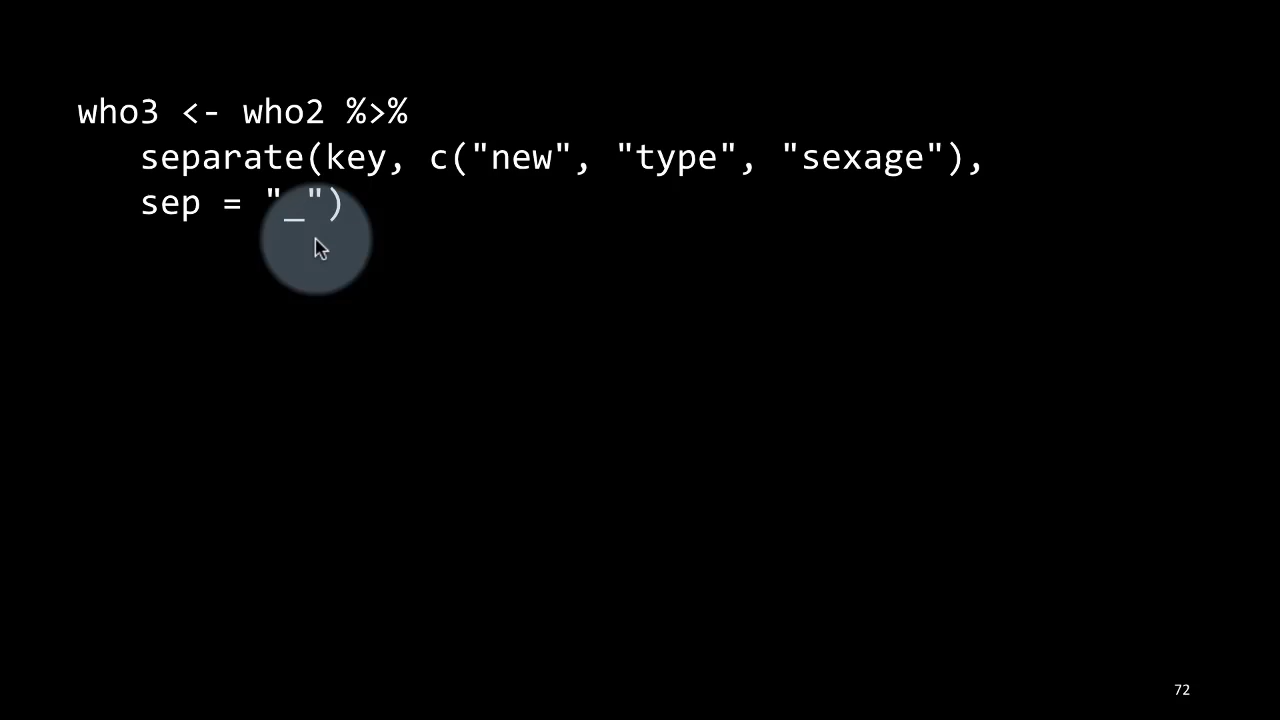 who3 <- who2 %>%
separate(key, c("new", "type", "sexage"),
sep = "_")
72